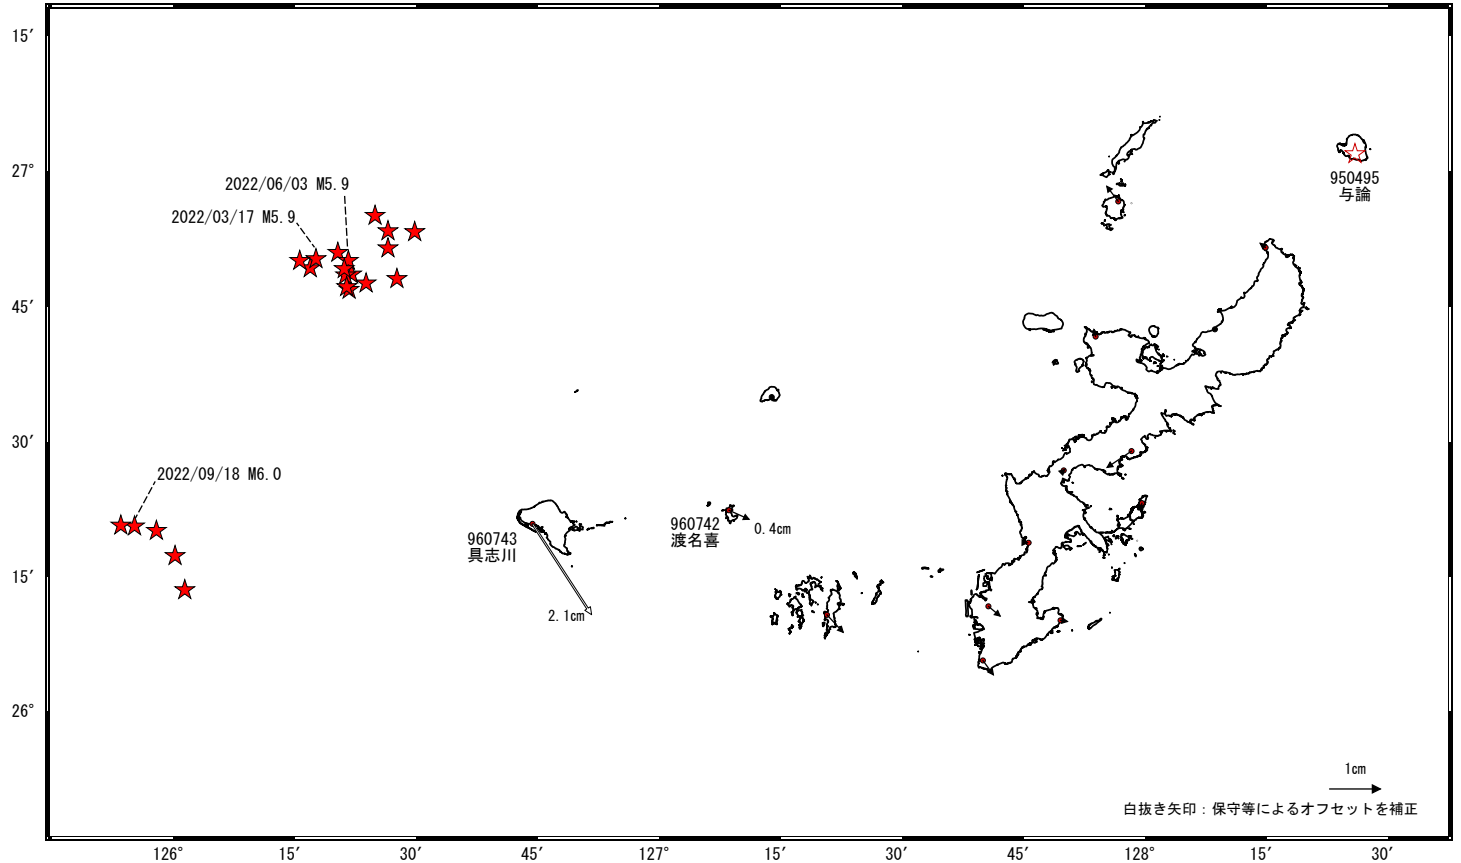 15′
27°
45′
30′
15′
26°
2022/06/03 M5.9
2022/03/17 M5.9
950495
与論
2022/09/18 M6.0
960743
具志川
2.1cm
960742
渡名喜
0.4cm
1cm
白抜き矢印：保守等によるオフセットを補正
126°
15′
30′
45′
127°
15′
30′
45′
128°
15′
30′